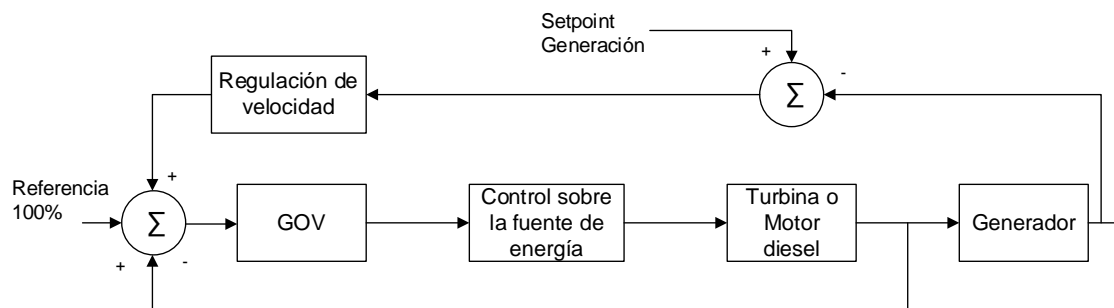 Setpoint
Generación
+
-
Σ
Regulación de
velocidad
+
Referencia
100%
Σ
+
-
GOV
Control sobre
la fuente de
energía
Turbina o
Motor
diesel
Generador